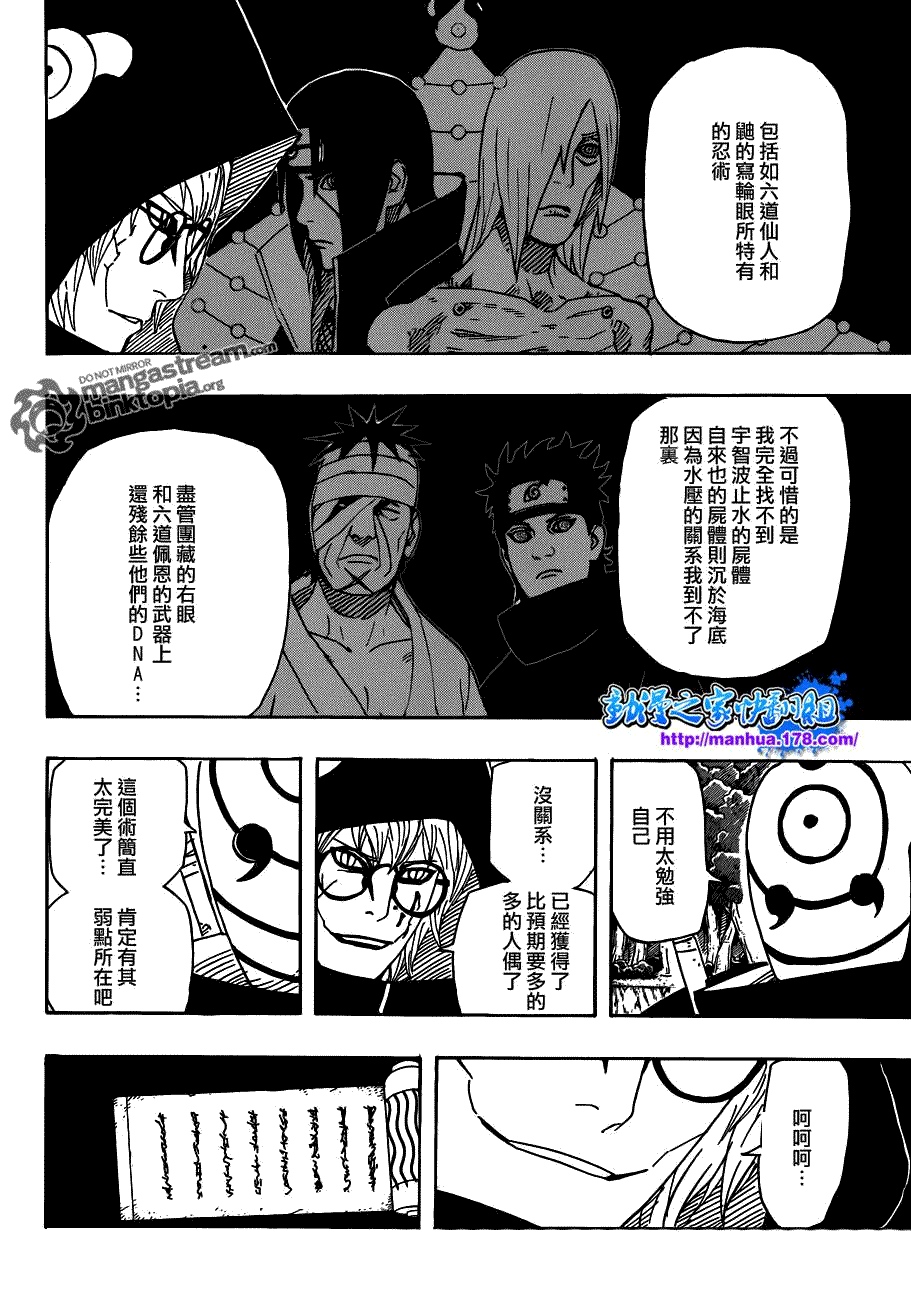 包括如六道仙人和
鼬的寫輪眼所特有
的忍術
DO NOT MIRROR
mangastream.com
binktopia.org
不過可惜的是
我完全找不到
宇智波止水的屍體
自來也的屍體則沉於海底
因為水壓的關系我到不了
那裏
盡管團藏的右眼
和六道佩恩的武器上
還殘餘些他們的DNA…
動漫之家快翻組
http://manhua.178.com/
不用太勉強
自己
沒關系…
已經獲得了
比預期要多的
多的人偶了
這個術簡直
太完美了…
肯定有其
弱點所在吧
呵呵呵…